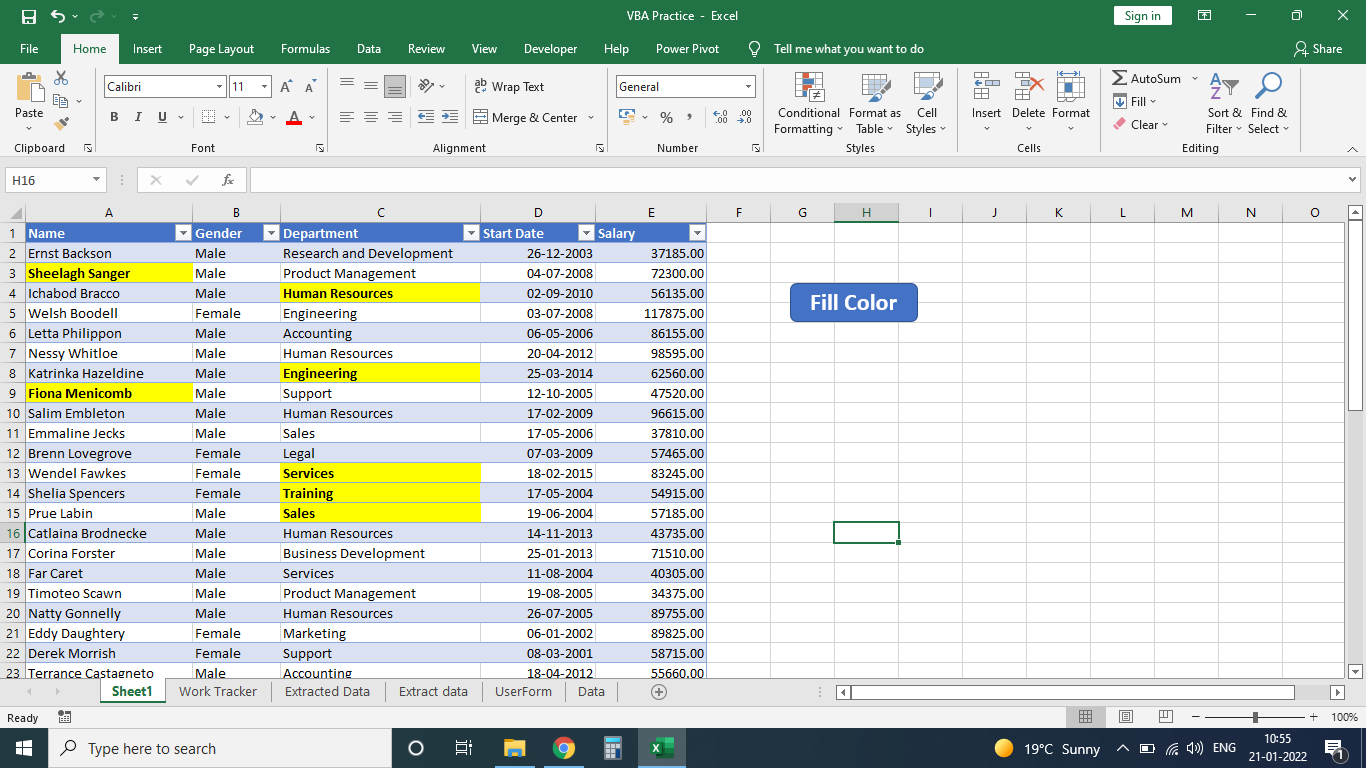 VBA Practice - Excel
Sign in
File Home Insert Page Layout Formulas Data Review View Developer Help Power Pivot Tell me what you want to do Share
Paste
Calibri 11
B I U A A A
ab Wrap Text
Merge & Center
General
% , .00 .0
Conditional Formatting
Format as Table
Cell Styles
Insert Delete Format
AutoSum
Fill
Clear
Sort & Filter
Find & Select
Clipboard Font Alignment Number Styles Cells Editing
H16 fx
A B C D E F G H I J K L M N O
1 Name Gender Department Start Date Salary
2 Ernst Backson Male Research and Development 26-12-2003 37185.00
3 Sheelagh Sanger Male Product Management 04-07-2008 72300.00
4 Ichabod Bracco Male Human Resources 02-09-2010 56135.00
5 Welsh Boodell Female Engineering 03-07-2008 117875.00
6 Letta Philippon Male Accounting 06-05-2006 86155.00
7 Nessy Whitloe Male Human Resources 20-04-2012 98595.00
8 Katrinka Hazeldine Male Engineering 25-03-2014 62560.00
9 Fiona Menicomb Male Support 12-10-2005 47520.00
10 Salim Embleton Male Human Resources 17-02-2009 96615.00
11 Emmaline Jecks Male Sales 17-05-2006 37810.00
12 Brenn Lovegrove Female Legal 07-03-2009 57465.00
13 Wendel Fawkes Female Services 18-02-2015 83245.00
14 Shelia Spencers Female Training 17-05-2004 54915.00
15 Prue Labin Male Sales 19-06-2004 57185.00
16 Catlaina Brodnecke Male Human Resources 14-11-2013 43735.00
17 Corina Forster Male Business Development 25-01-2013 71510.00
18 Far Caret Male Services 11-08-2004 40305.00
19 Timoteo Scawn Male Product Management 19-08-2005 34375.00
20 Natty Gonnelly Male Human Resources 26-07-2005 89755.00
21 Eddy Daughtery Female Marketing 06-01-2002 89825.00
22 Derek Morrish Female Support 08-03-2001 58715.00
23 Terrance Castagneto Male Accounting 18-04-2012 55660.00
Fill Color
Sheet1 Work Tracker Extracted Data Extract data UserForm Data
Ready 100%
Type here to search
19°C Sunny ENG
10:55
21-01-2022
1